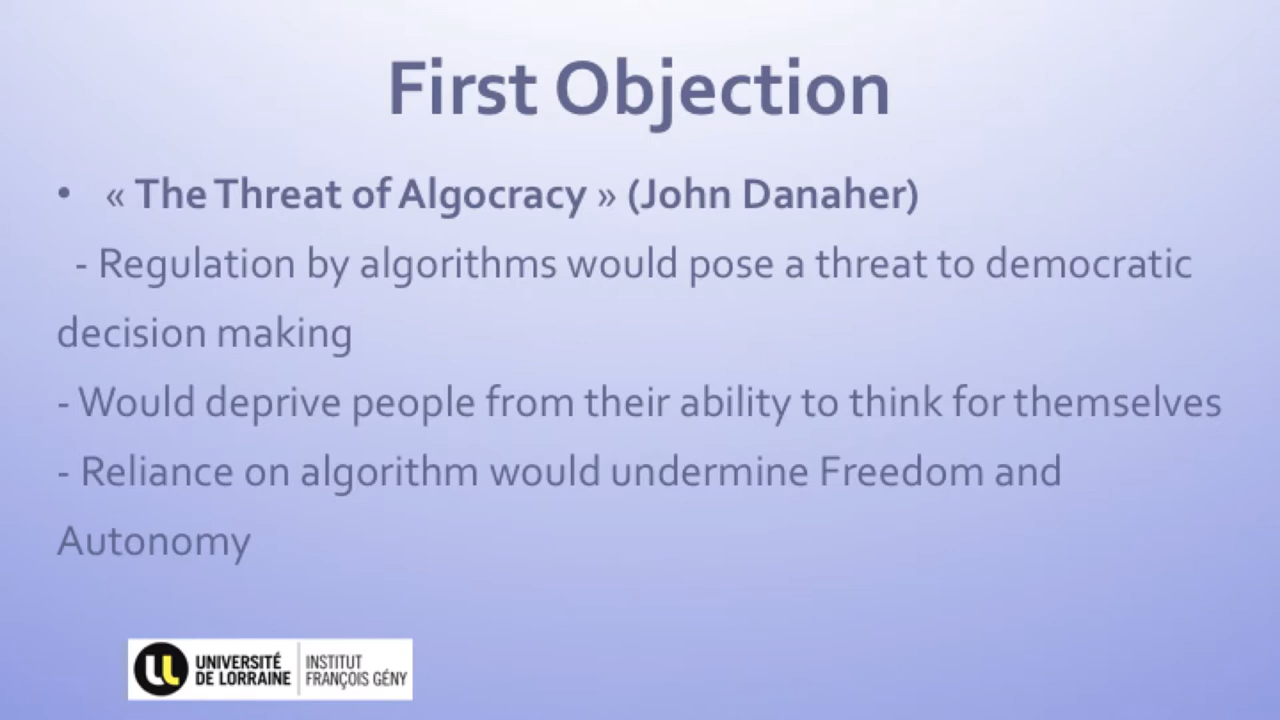 First Objection
• « The Threat of Algocracy » (John Danaher)
- Regulation by algorithms would pose a threat to democratic
decision making
- Would deprive people from their ability to think for themselves
- Reliance on algorithm would undermine Freedom and
Autonomy
UNIVERSITÉ
DE LORRAINE
INSTITUT
FRANÇOIS GÉNY